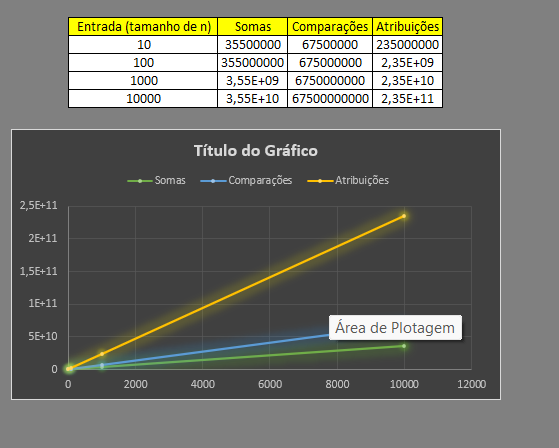 Entrada (tamanho de n) Somas Comparações Atribuições
10 35500000 67500000 235000000
100 355000000 675000000 2,35E+09
1000 3,55E+09 6750000000 2,35E+10
10000 3,55E+10 67500000000 2,35E+11
Título do Gráfico
Somas Comparações Atribuições
2,5E+11
2E+11
1,5E+11
1E+11
5E+10
Área de Plotagem
0
0 2000 4000 6000 8000 10000 12000